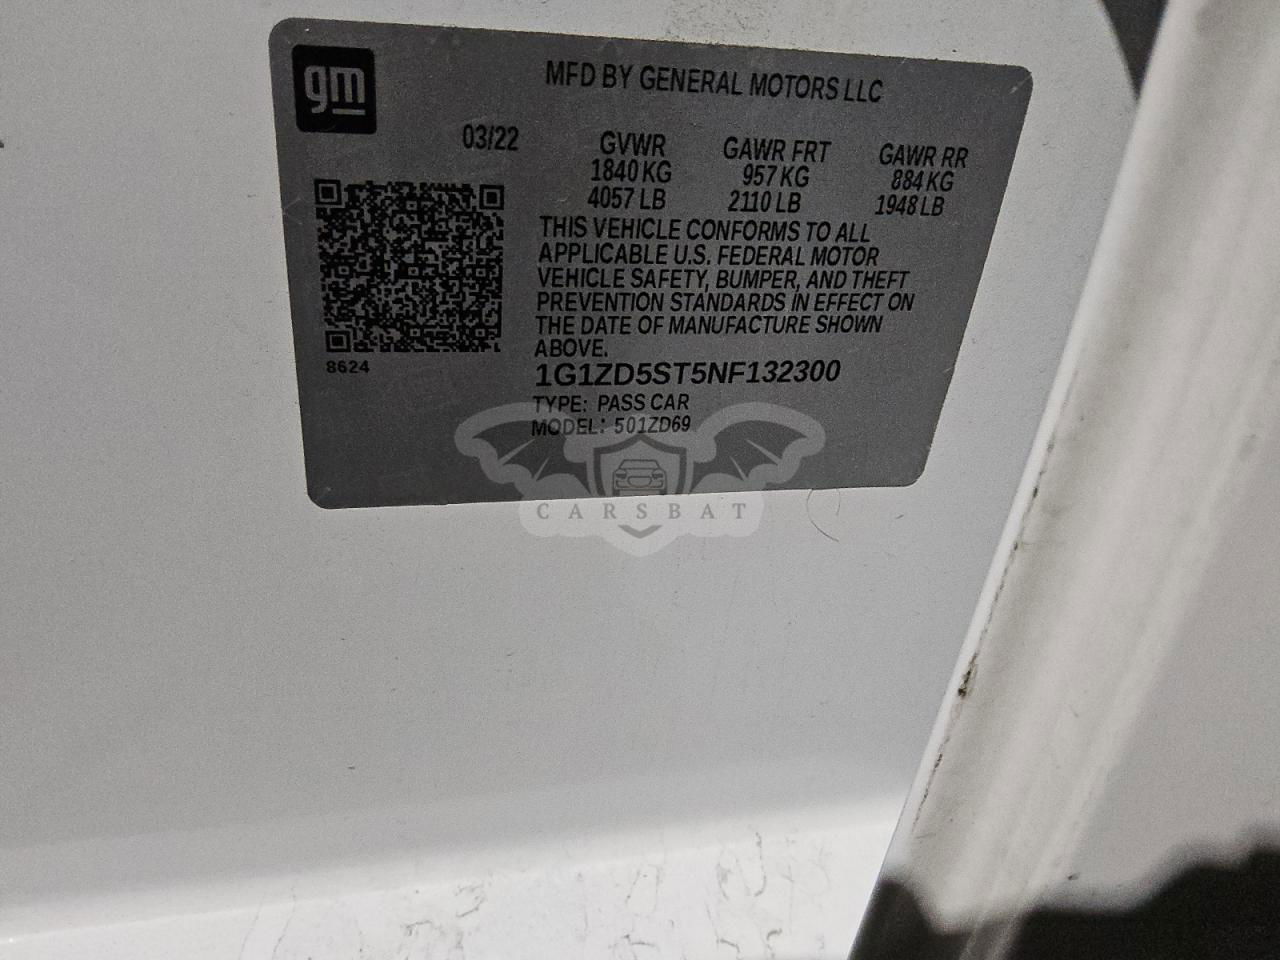 gm
MFD BY GENERAL MOTORS LLC
03/22
GVWR
1840 KG
4057 LB
GAWR FRT
957 KG
2110 LB
GAWR RR
884 KG
1948 LB
THIS VEHICLE CONFORMS TO ALL
APPLICABLE U.S. FEDERAL MOTOR
VEHICLE SAFETY, BUMPER, AND THEFT
PREVENTION STANDARDS IN EFFECT ON
THE DATE OF MANUFACTURE SHOWN
ABOVE.
8624
1G1ZD5ST5NF132300
TYPE: PASS CAR
MODEL: 501ZD69
CARSBAT